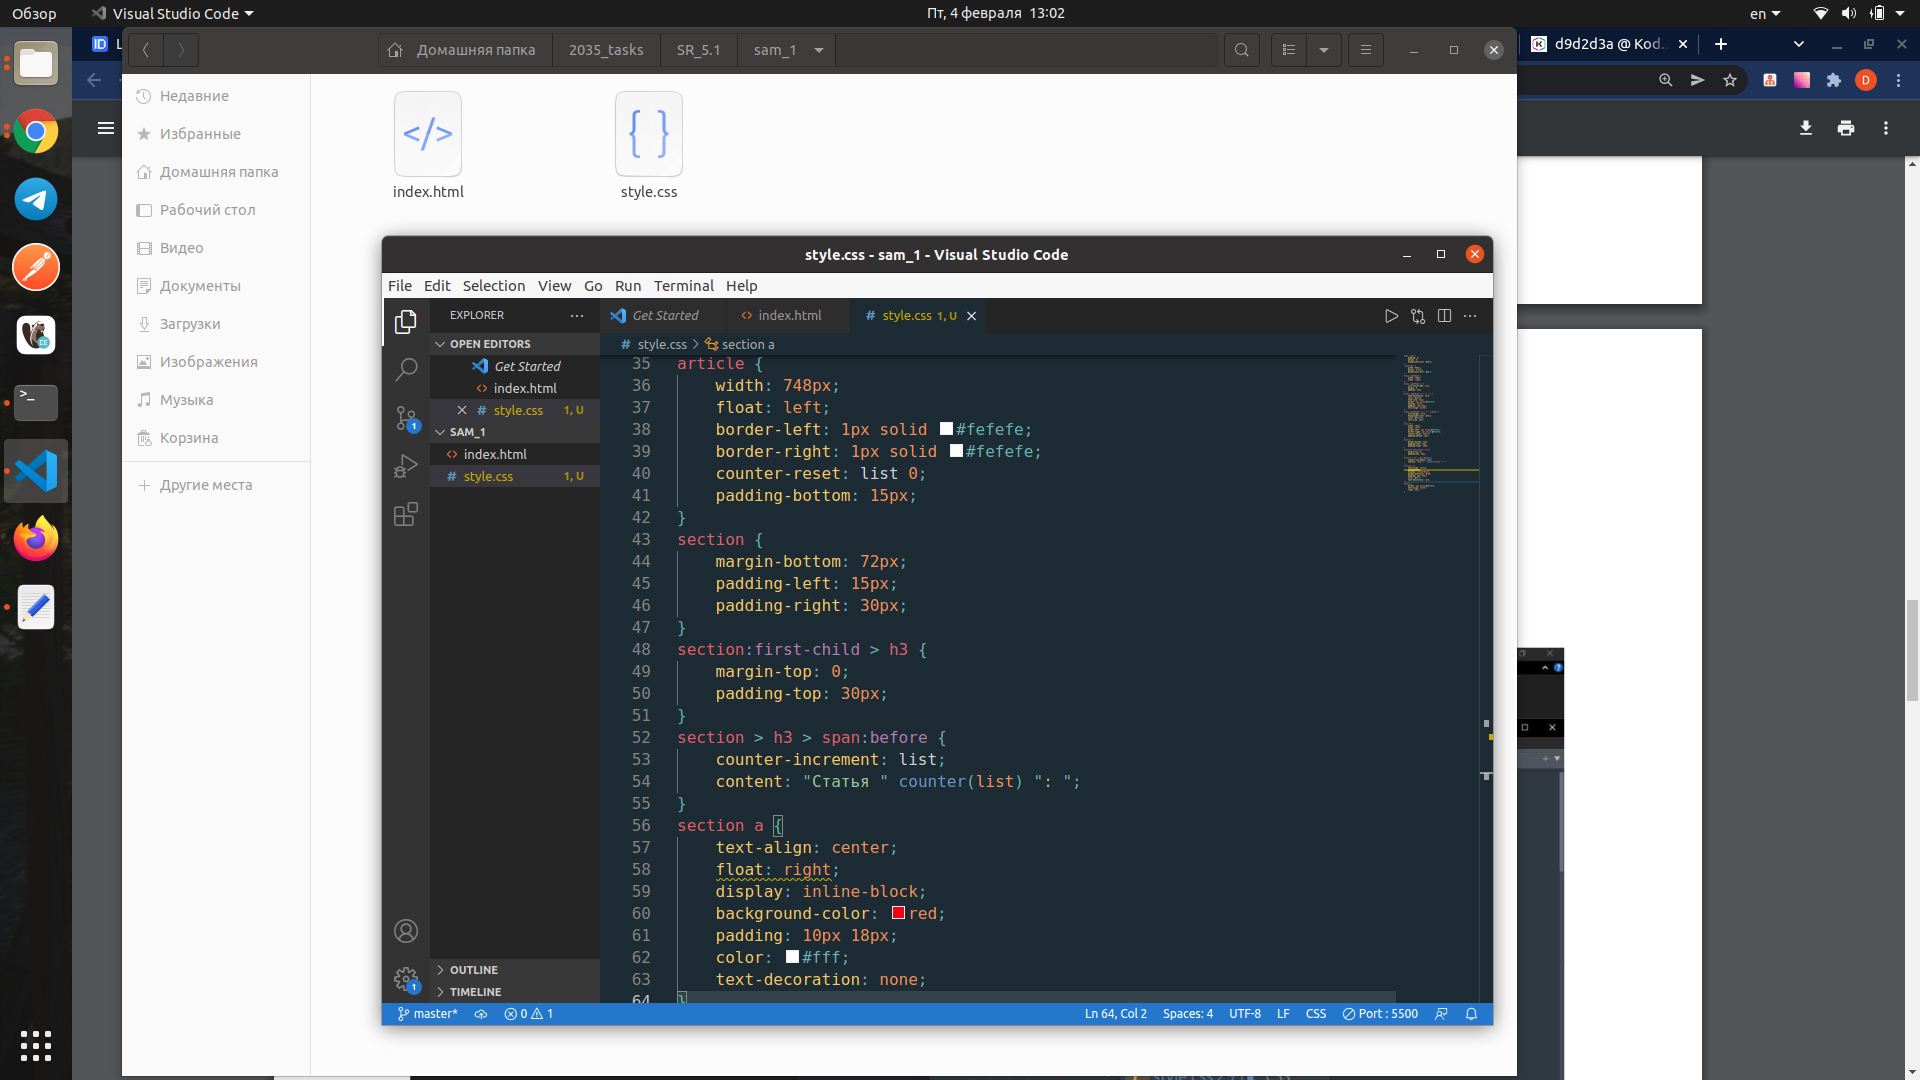 Обзор
Visual Studio Code
Пт, 4 февраля 13:02
en
ID
Домашняя папка
2035_tasks
SR_5.1
sam_1
d9d2d3a @ Kod
D
Недавние
Избранные
Домашняя папка
Рабочий стол
Видео
Документы
Загрузки
Изображения
Музыка
Корзина
Другие места
</>
{ }
index.html
style.css
style.css - sam_1 - Visual Studio Code
File Edit Selection View Go Run Terminal Help
EXPLORER
OPEN EDITORS
Get Started
index.html
style.css 1, U
SAM_1
index.html
style.css 1, U
OUTLINE
TIMELINE
1
1
CE
>_
Get Started
index.html
# style.css 1, U
# style.css > section a
35 article {
36 width: 748px;
37 float: left;
38 border-left: 1px solid #fefefe;
39 border-right: 1px solid #fefefe;
40 counter-reset: list 0;
41 padding-bottom: 15px;
42 }
43 section {
44 margin-bottom: 72px;
45 padding-left: 15px;
46 padding-right: 30px;
47 }
48 section:first-child > h3 {
49 margin-top: 0;
50 padding-top: 30px;
51 }
52 section > h3 > span:before {
53 counter-increment: list;
54 content: "Статья " counter(list) ": ";
55 }
56 section a {
57 text-align: center;
58 float: right;
59 display: inline-block;
60 background-color: red;
61 padding: 10px 18px;
62 color: #fff;
63 text-decoration: none;
64 }
master*
0 1
Ln 64, Col 2
Spaces: 4
UTF-8
LF
CSS
Port : 5500